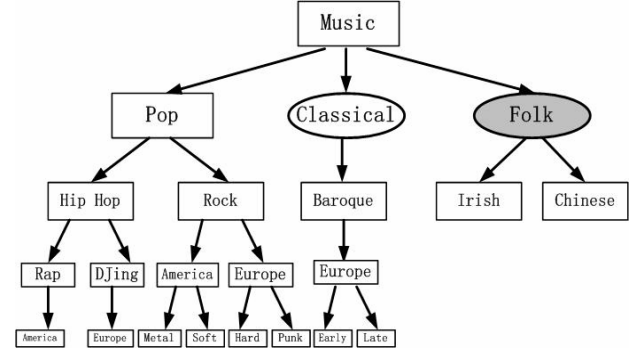 Music
Pop
Classical
Folk
Hip Hop
Rock
Baroque
Irish
Chinese
Rap
DJing
America
Europe
Europe
America
Europe
Metal
Soft
Hard
Punk
Early
Late